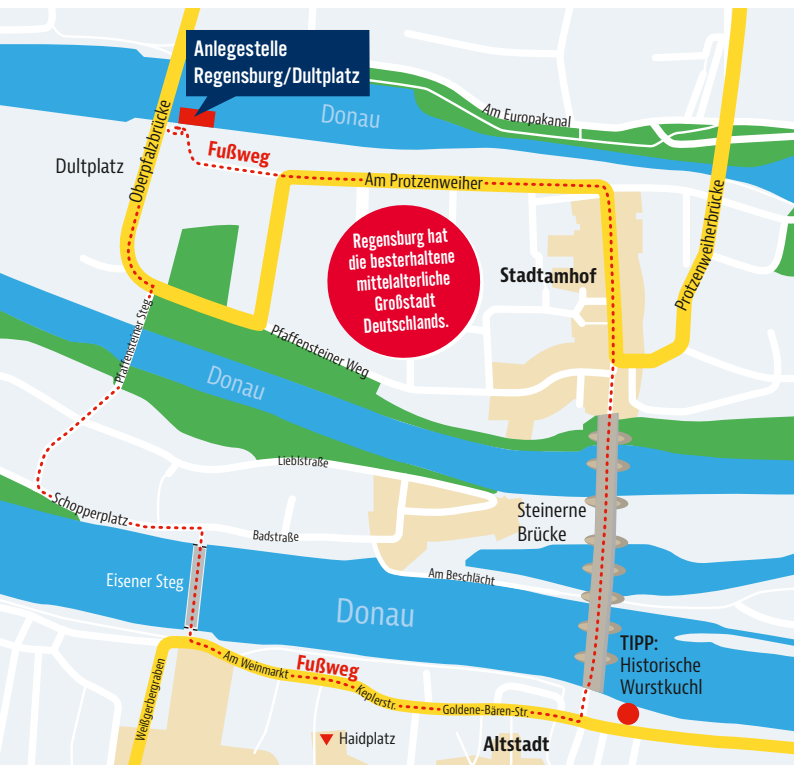 Anlegestelle
Regensburg/Dultplatz
Donau
Am Europakanal
Oberpfalzbrücke
Dultplatz
Fußweg
Am Protzenweiher
Protzenweiherbrücke
Regensburg hat
die besterhaltene
mittelalterliche
Großstadt
Deutschlands.
Stadtamhof
Pfaffensteiner Steg
Pfaffensteiner Weg
Donau
Lieblstraße
Schopperplatz
Badstraße
Steinerne
Brücke
Eiserner Steg
Am Beschlächt
Donau
TIPP:
Historische
Wurstkuchl
Weißgerbergraben
Am Weinmarkt
Fußweg
Keplerstr.
Goldene-Bären-Str.
Haidplatz
Altstadt